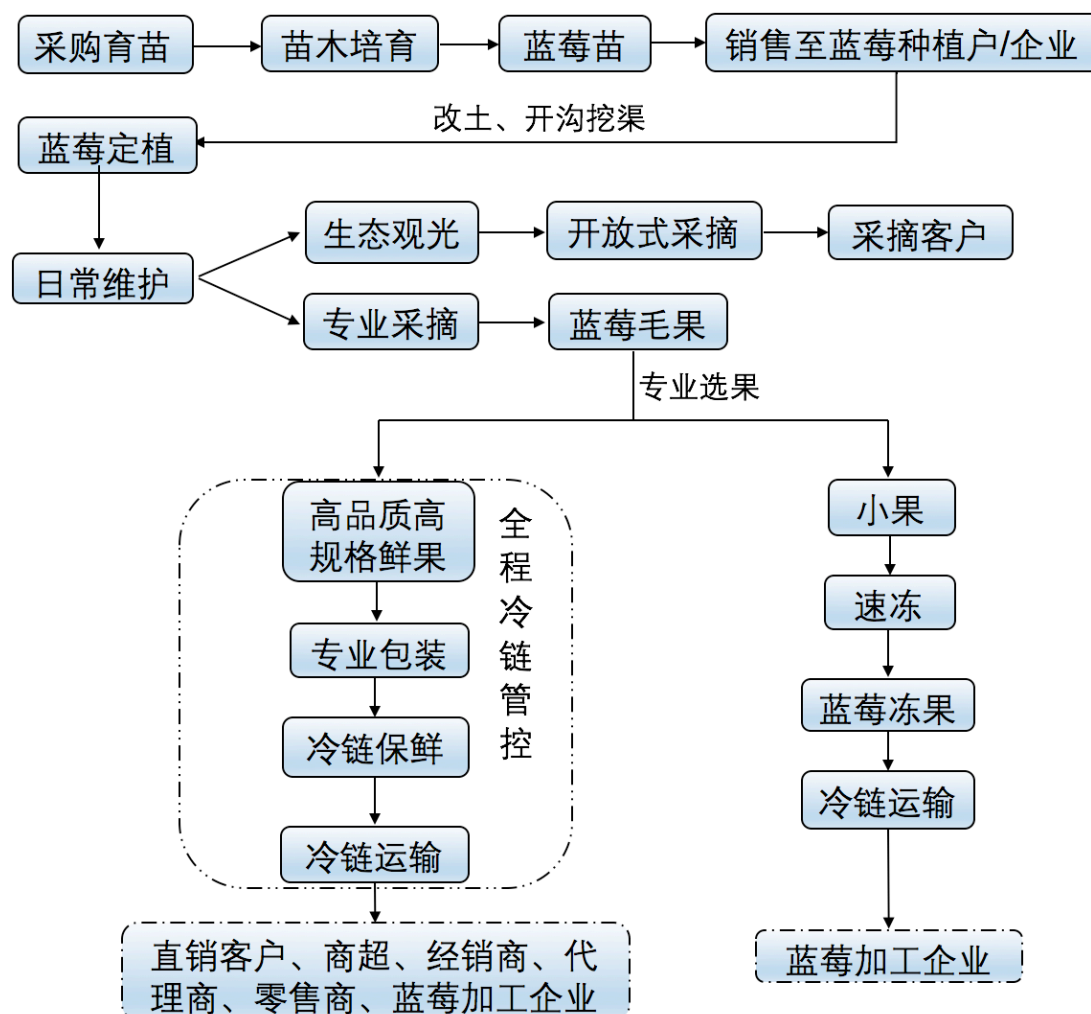 采购育苗
苗木培育
蓝莓苗
销售至蓝莓种植户/企业
改土、开沟挖渠
蓝莓定植
日常维护
生态观光
开放式采摘
采摘客户
专业采摘
蓝莓毛果
专业选果
高品质高
规格鲜果
专业包装
冷链保鲜
冷链运输
全程冷链管控
直销客户、商超、经销商、代
理商、零售商、蓝莓加工企业
小果
速冻
蓝莓冻果
冷链运输
蓝莓加工企业